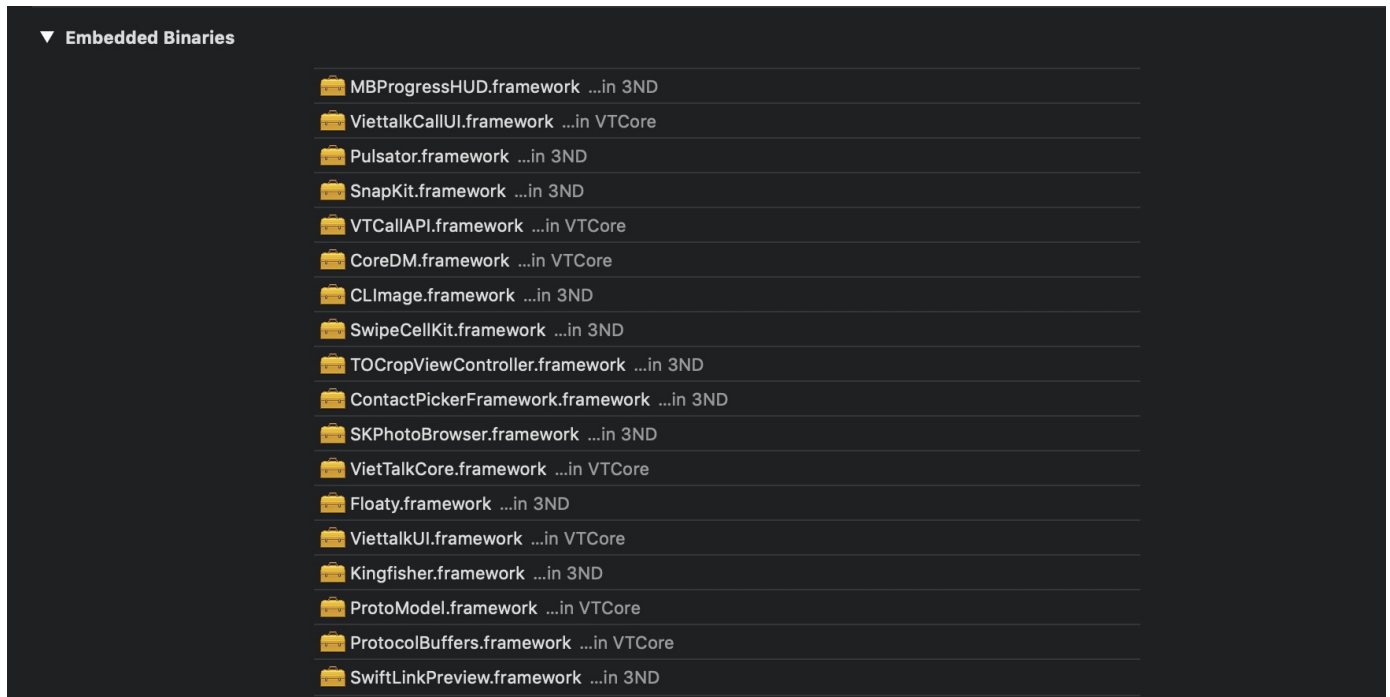 Embedded Binaries
MBProgressHUD.framework ...in 3ND
ViettalkCallUI.framework ...in VTCore
Pulsator.framework ...in 3ND
SnapKit.framework ...in 3ND
VTCallAPI.framework ...in VTCore
CoreDM.framework ...in VTCore
CLImage.framework ...in 3ND
SwipeCellKit.framework ...in 3ND
TOCropViewController.framework ...in 3ND
ContactPickerFramework.framework ...in 3ND
SKPhotoBrowser.framework ...in 3ND
VietTalkCore.framework ...in VTCore
Floaty.framework ...in 3ND
ViettalkUI.framework ...in VTCore
Kingfisher.framework ...in 3ND
ProtoModel.framework ...in VTCore
ProtocolBuffers.framework ...in VTCore
SwiftLinkPreview.framework ...in 3ND